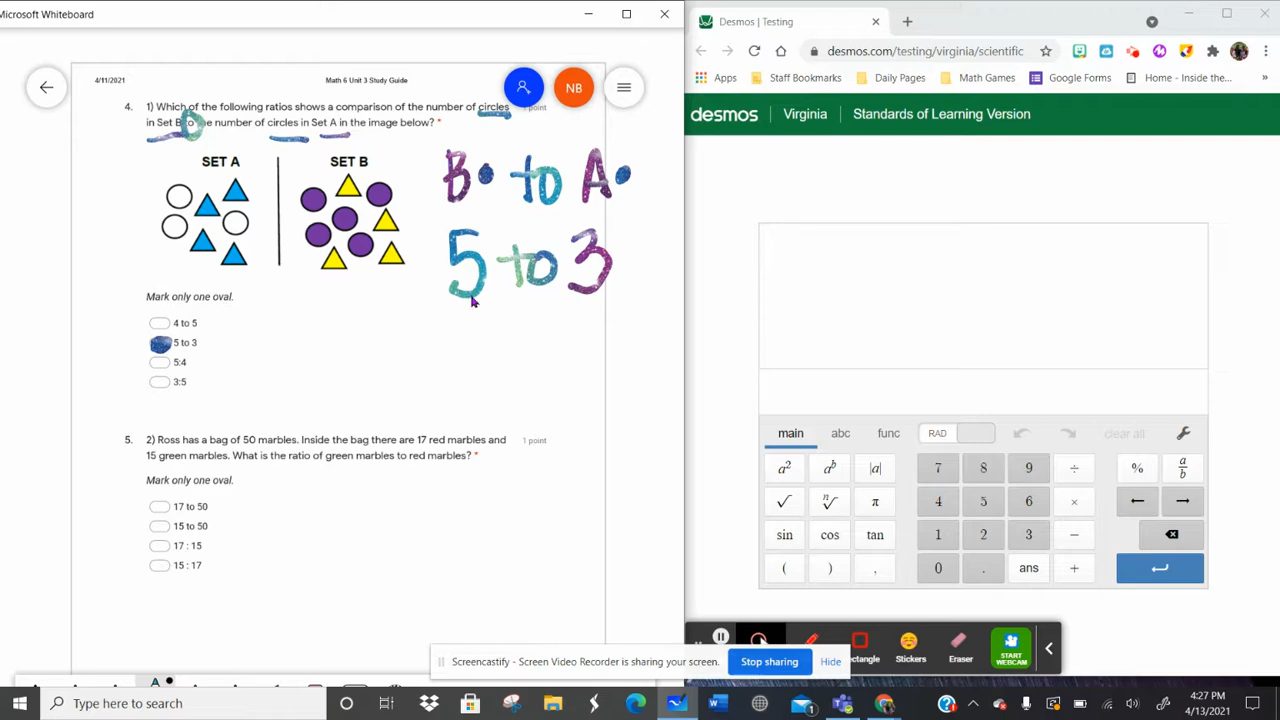 Microsoft Whiteboard
Desmos | Testing
desmos.com/testing/virginia/scientific
Apps
Staff Bookmarks
Daily Pages
Math Games
Google Forms
Home - Inside the...
4/11/2021
Math 6 Unit 3 Study Guide
NB
desmos
Virginia
Standards of Learning Version
4. 1) Which of the following ratios shows a comparison of the number of circles
1 point
in Set B to the number of circles in Set A in the image below? *
SET A
SET B
B to A
5 to 3
Mark only one oval.
4 to 5
5 to 3
5:4
3:5
5. 2) Ross has a bag of 50 marbles. Inside the bag there are 17 red marbles and
1 point
15 green marbles. What is the ratio of green marbles to red marbles? *
Mark only one oval.
17 to 50
15 to 50
17 : 15
15 : 17
main abc func RAD clear all
a² aᵇ |a| 7 8 9 ÷ % a/b
√ ⁿ√ π 4 5 6 × ← →
sin cos tan 1 2 3 −
( ) , 0 . ans +
ctangle
Stickers
Eraser
START
WEBCAM
Screencastify - Screen Video Recorder is sharing your screen.
Stop sharing
Hide
Type here to search
4:27 PM
4/13/2021